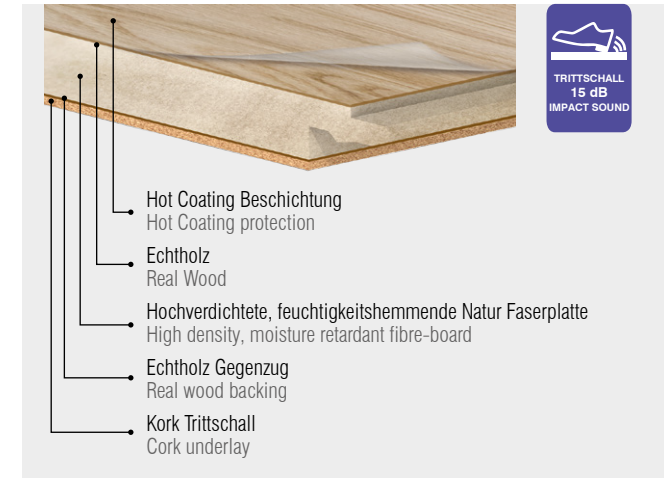 TRITTSCHALL
15 dB
IMPACT SOUND
Hot Coating Beschichtung
Hot Coating protection
Echtholz
Real Wood
Hochverdichtete, feuchtigkeitshemmende Natur Faserplatte
High density, moisture retardant fibre-board
Echtholz Gegenzug
Real wood backing
Kork Trittschall
Cork underlay